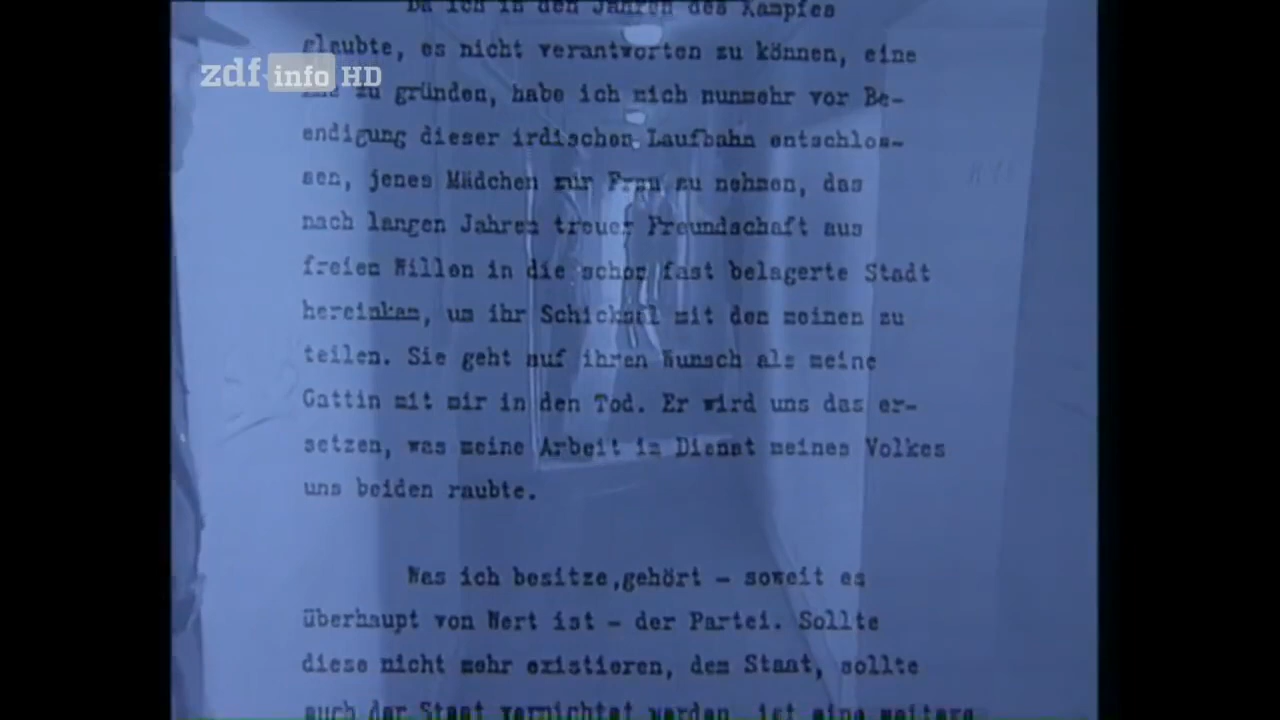 Da ich in den Jahren des Kampfes
glaubte, es nicht verantworten zu können, eine
zdf info HD
zu gründen, habe ich mich nunmehr vor Be-
endigung dieser irdischen Laufbahn entschlos-
sen, jenes Mädchen zur Frau zu nehmen, das
nach langen Jahren treuer Freundschaft aus
freiem Willen in die schon fast belagerte Stadt
hereinkam, um ihr Schicksal mit dem meinen zu
teilen. Sie geht auf ihren Wunsch als meine
Gattin mit mir in den Tod. Er wird uns das er-
setzen, was meine Arbeit im Dienst meines Volkes
uns beiden raubte.
Was ich besitze,gehört - soweit es
überhaupt von Wert ist - der Partei. Sollte
diese nicht mehr existieren, dem Staat, sollte
auch der Staat vernichtet werden, ist eine weitere